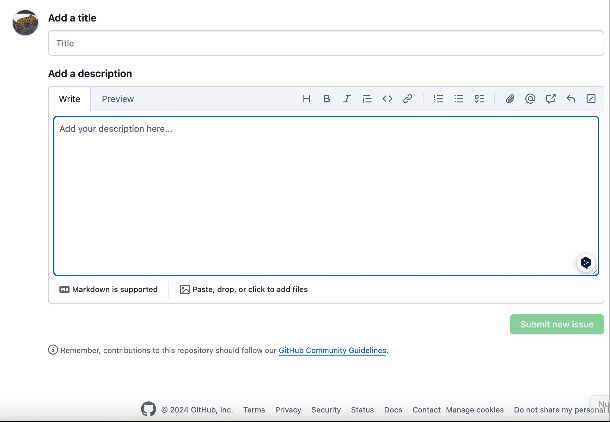 Add a title
Title
Add a description
Write Preview
Add your description here...
Markdown is supported Paste, drop, or click to add files
Submit new issue
Remember, contributions to this repository should follow our GitHub Community Guidelines.
© 2024 GitHub, Inc. Terms Privacy Security Status Docs Contact Manage cookies Do not share my personal